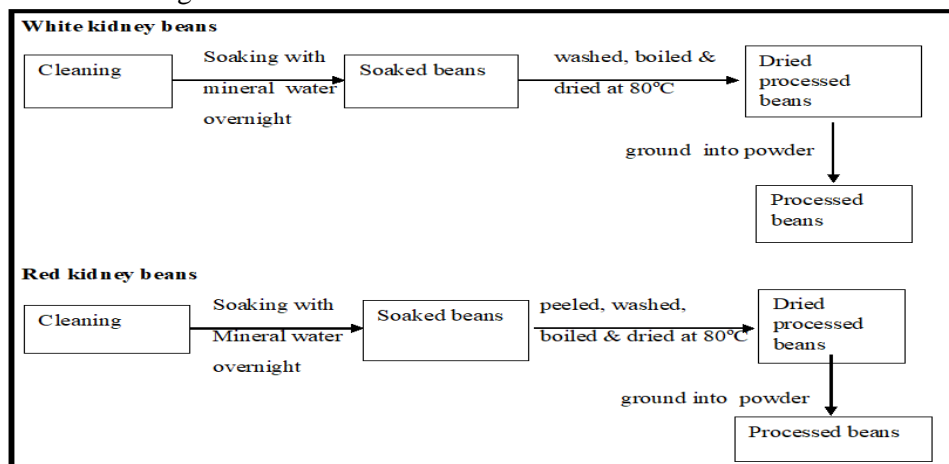 White kidney beans
Cleaning
Soaking with
mineral water
overnight
Soaked beans
washed, boiled &
dried at 80°C
Dried
processed
beans
ground into powder
Processed
beans
Red kidney beans
Cleaning
Soaking with
Mineral water
overnight
Soaked beans
peeled, washed,
boiled & dried at 80°C
Dried
processed
beans
ground into powder
Processed beans